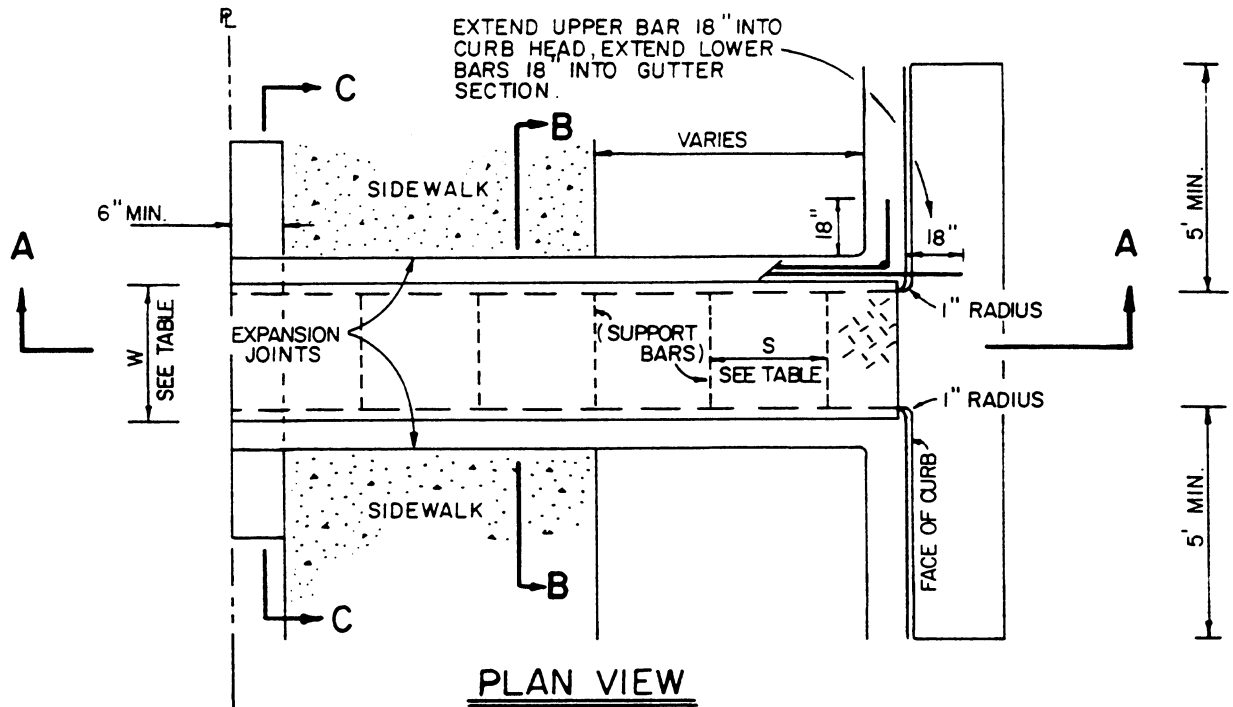 PL
EXTEND UPPER BAR 18" INTO
CURB HEAD, EXTEND LOWER
BARS 18" INTO GUTTER
SECTION.
C
B
VARIES
SIDEWALK
6" MIN.
18"
18"
5' MIN.
A
A
1" RADIUS
W
SEE TABLE
EXPANSION
JOINTS
(SUPPORT
BARS)
S
SEE TABLE
1" RADIUS
SIDEWALK
FACE OF CURB
5' MIN.
B
C
PLAN VIEW